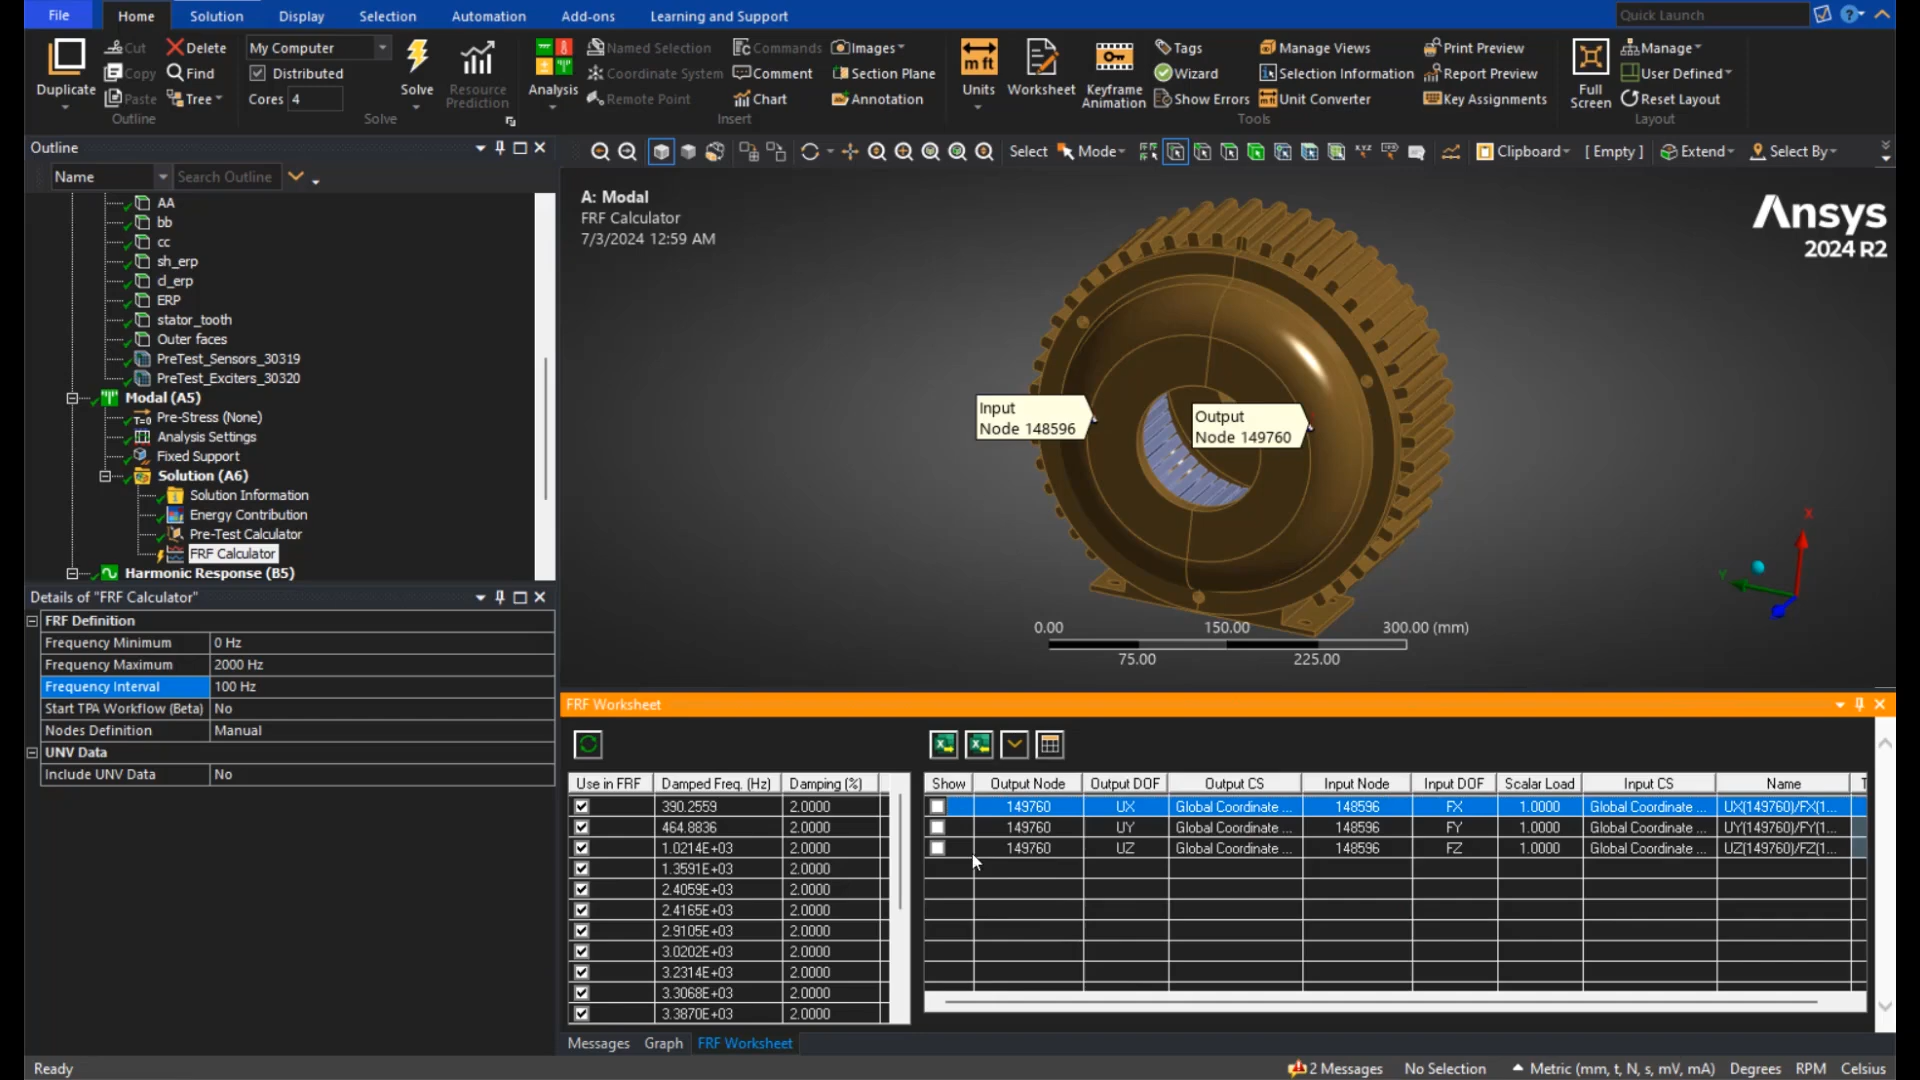 File
Home
Solution
Display
Selection
Automation
Add-ons
Learning and Support
Quick Launch
Duplicate
Cut
Copy
Paste
Delete
Find
Tree
Outline
My Computer
Distributed
Cores 4
Solve
Resource
Prediction
Solve
Analysis
Named Selection
Coordinate System
Remote Point
Commands
Comment
Chart
Images
Section Plane
Annotation
Insert
Units
Worksheet
Keyframe
Animation
Tags
Wizard
Show Errors
Manage Views
Selection Information
Unit Converter
Print Preview
Report Preview
Key Assignments
Tools
Full
Screen
Manage
User Defined
Reset Layout
Layout
Outline
Name
Search Outline
AA
bb
cc
sh_erp
cl_erp
ERP
stator_tooth
Outer faces
PreTest_Sensors_30319
PreTest_Exciters_30320
Modal (A5)
Pre-Stress (None)
Analysis Settings
Fixed Support
Solution (A6)
Solution Information
Energy Contribution
Pre-Test Calculator
FRF Calculator
Harmonic Response (B5)
Details of "FRF Calculator"
FRF Definition
Frequency Minimum 0 Hz
Frequency Maximum 2000 Hz
Frequency Interval 100 Hz
Start TPA Workflow (Beta) No
Nodes Definition Manual
UNV Data
Include UNV Data No
Select
Mode
Clipboard
[ Empty ]
Extend
Select By
A: Modal
FRF Calculator
7/3/2024 12:59 AM
Ansys
2024 R2
Input
Node 148596
Output
Node 149760
X
Y
0.00 150.00 300.00 (mm)
75.00 225.00
FRF Worksheet
Use in FRF Damped Freq. (Hz) Damping (%)
390.2559 2.0000
464.8836 2.0000
1.0214E+03 2.0000
1.3591E+03 2.0000
2.4059E+03 2.0000
2.4165E+03 2.0000
2.9105E+03 2.0000
3.0202E+03 2.0000
3.2314E+03 2.0000
3.3068E+03 2.0000
3.3870E+03 2.0000
Show Output Node Output DOF Output CS Input Node Input DOF Scalar Load Input CS Name T
149760 UX Global Coordinate ... 148596 FX 1.0000 Global Coordinate ... UX(149760)/FX(1...
149760 UY Global Coordinate ... 148596 FY 1.0000 Global Coordinate ... UY(149760)/FY(1...
149760 UZ Global Coordinate ... 148596 FZ 1.0000 Global Coordinate ... UZ(149760)/FZ(1...
Messages Graph FRF Worksheet
Ready
2 Messages
No Selection
Metric (mm, t, N, s, mV, mA)
Degrees
RPM
Celsius